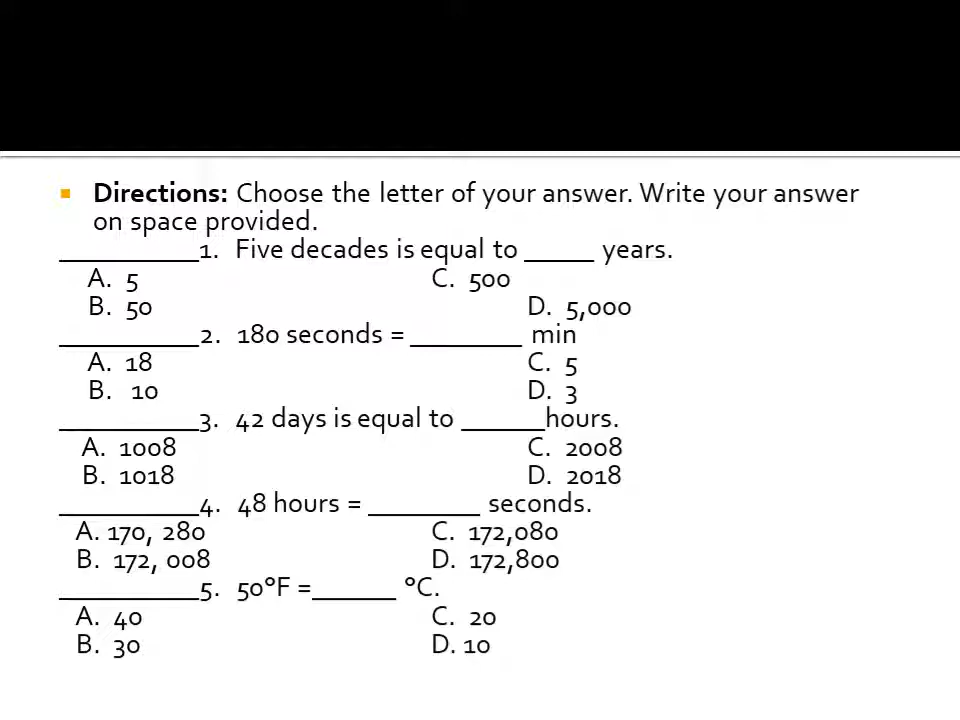 ▪ Directions: Choose the letter of your answer. Write your answer
on space provided.
__________1. Five decades is equal to _____ years.
A. 5 C. 500
B. 50 D. 5,000
__________2. 180 seconds = ________ min
A. 18 C. 5
B. 10 D. 3
__________3. 42 days is equal to ______hours.
A. 1008 C. 2008
B. 1018 D. 2018
__________4. 48 hours = ________ seconds.
A. 170, 280 C. 172,080
B. 172, 008 D. 172,800
__________5. 50°F =______ °C.
A. 40 C. 20
B. 30 D. 10